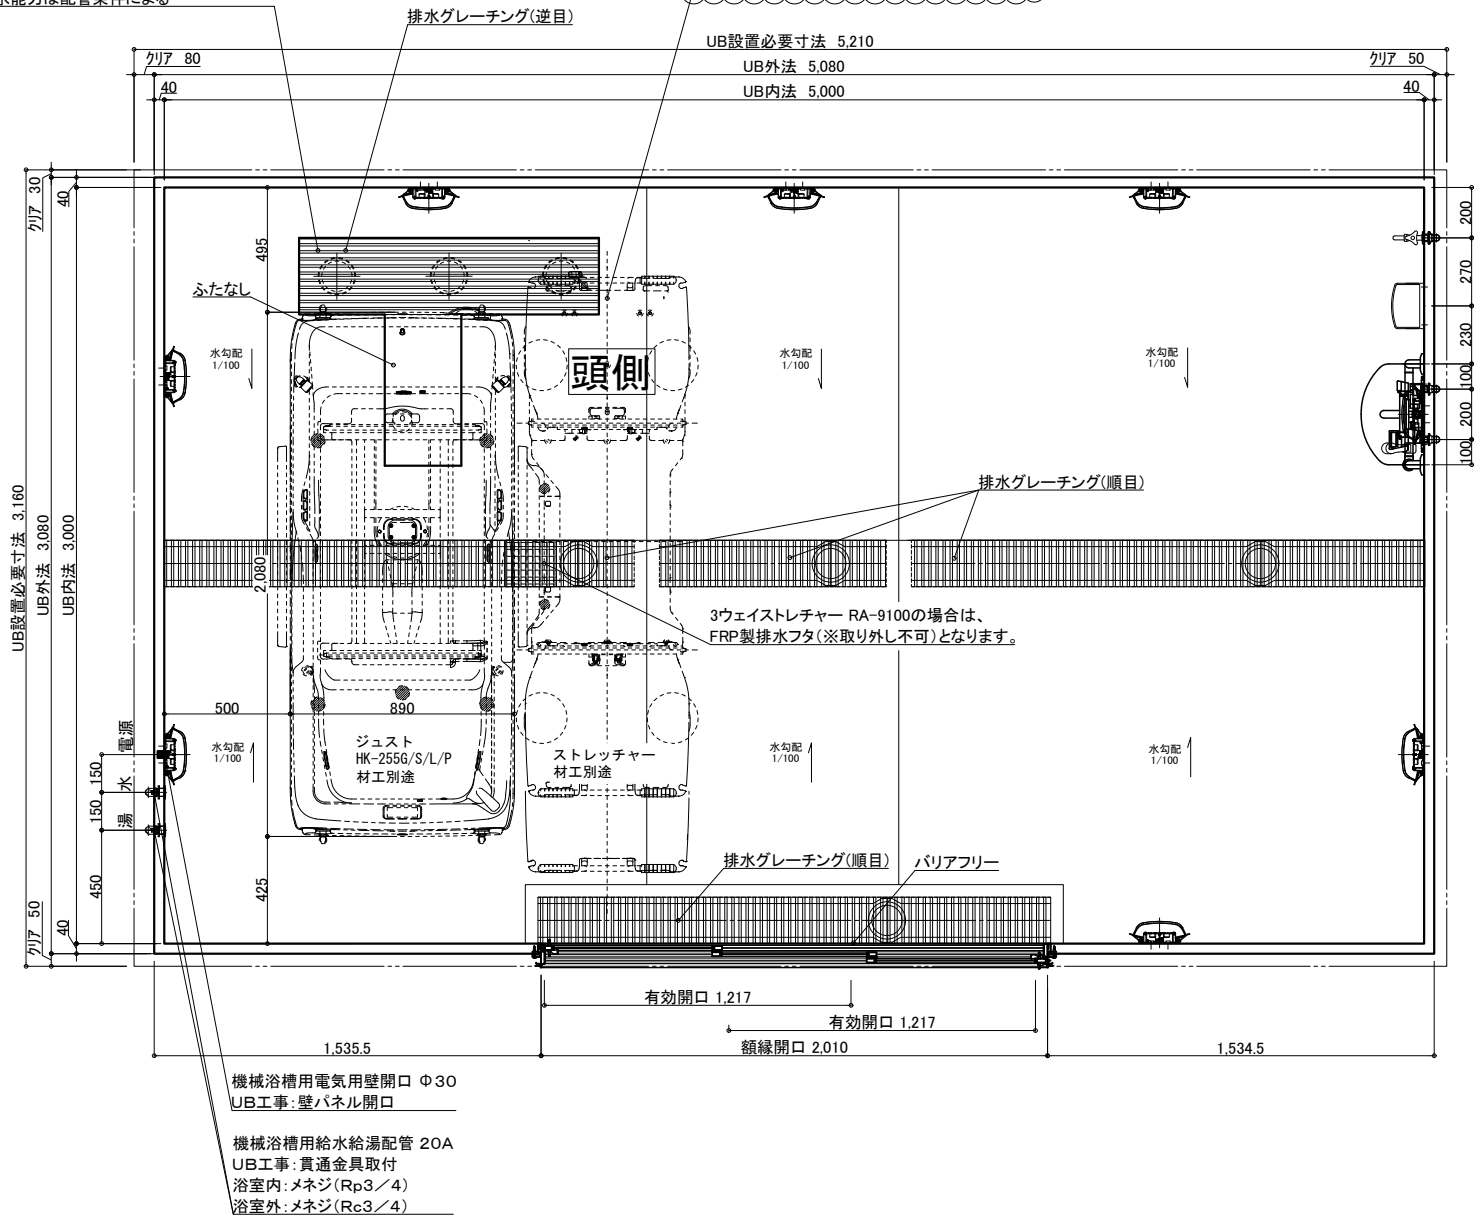 排水グレーチング(逆目)
UB設置必要寸法 5,210
クリア 80
UB外法 5,080
クリア 50
40
UB内法 5,000
40
クリア 30
40
495
200
270
230
100
200
100
ふたなし
水勾配
1/100
水勾配
1/100
水勾配
1/100
頭側
排水グレーチング(順目)
UB設置必要寸法 3,160
UB外法 3,080
UB内法 3,000
2,080
3ウェイストレチャー RA-9100の場合は、
FRP製排水フタ(※取り外し不可)となります。
500
890
電源
水
湯
150
150
450
水勾配
1/100
ジュスト
HK-255G/S/L/P
材工別途
ストレッチャー
材工別途
水勾配
1/100
水勾配
1/100
425
排水グレーチング(順目)
バリアフリー
クリア 50
40
有効開口 1,217
有効開口 1,217
1,535.5
額縁開口 2,010
1,534.5
機械浴槽用電気用壁開口 Φ30
UB工事:壁パネル開口
機械浴槽用給水給湯配管 20A
UB工事:貫通金具取付
浴室内:メネジ(Rp3/4)
浴室外:メネジ(Rc3/4)